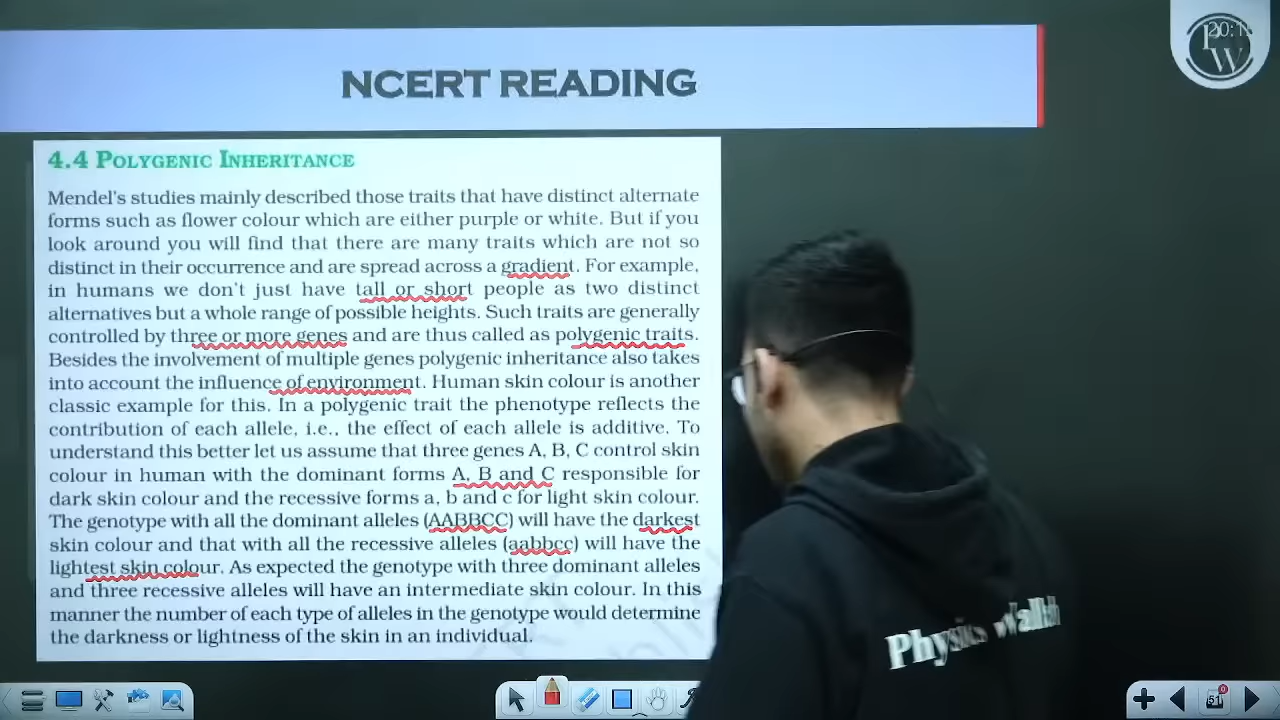 20:1
PW
NCERT READING
4.4 POLYGENIC INHERITANCE
Mendel's studies mainly described those traits that have distinct alternate
forms such as flower colour which are either purple or white. But if you
look around you will find that there are many traits which are not so
distinct in their occurrence and are spread across a gradient. For example,
in humans we don't just have tall or short people as two distinct
alternatives but a whole range of possible heights. Such traits are generally
controlled by three or more genes and are thus called as polygenic traits.
Besides the involvement of multiple genes polygenic inheritance also takes
into account the influence of environment. Human skin colour is another
classic example for this. In a polygenic trait the phenotype reflects the
contribution of each allele, i.e., the effect of each allele is additive. To
understand this better let us assume that three genes A, B, C control skin
colour in human with the dominant forms A, B and C responsible for
dark skin colour and the recessive forms a, b and c for light skin colour.
The genotype with all the dominant alleles (AABBCC) will have the darkest
skin colour and that with all the recessive alleles (aabbcc) will have the
lightest skin colour. As expected the genotype with three dominant alleles
and three recessive alleles will have an intermediate skin colour. In this
manner the number of each type of alleles in the genotype would determine
the darkness or lightness of the skin in an individual.
Physics Wallah
51
0